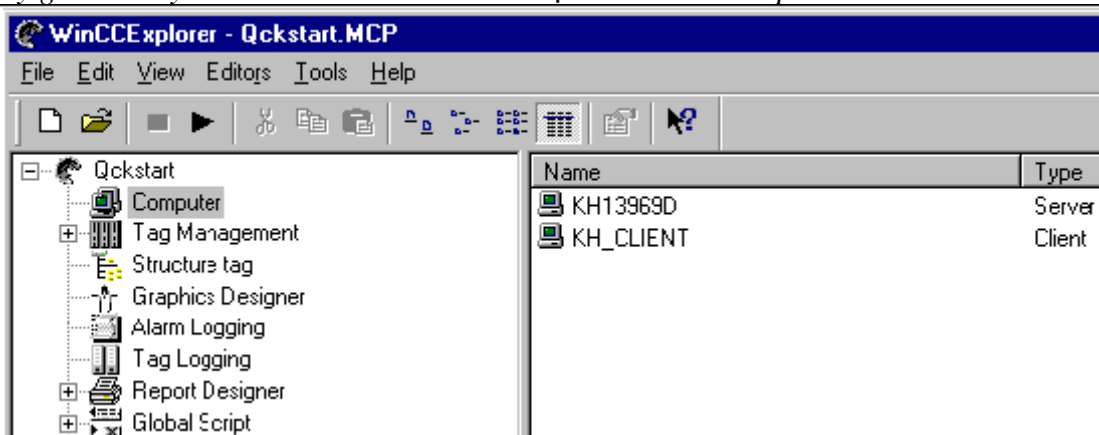 WinCCExplorer - Qckstart.MCP
File Edit View Editors Tools Help
Qckstart
Computer
Tag Management
Structure tag
Graphics Designer
Alarm Logging
Tag Logging
Report Designer
Global Script
Name Type
KH13969D Server
KH_CLIENT Client